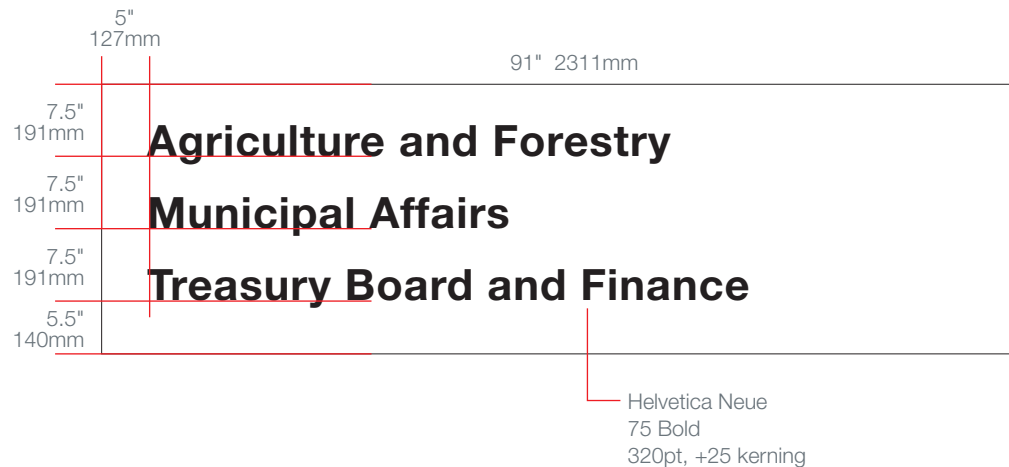 5"
127mm
91" 2311mm
7.5"
191mm
Agriculture and Forestry
7.5"
191mm
Municipal Affairs
7.5"
191mm
Treasury Board and Finance
5.5"
140mm
Helvetica Neue
75 Bold
320pt, +25 kerning